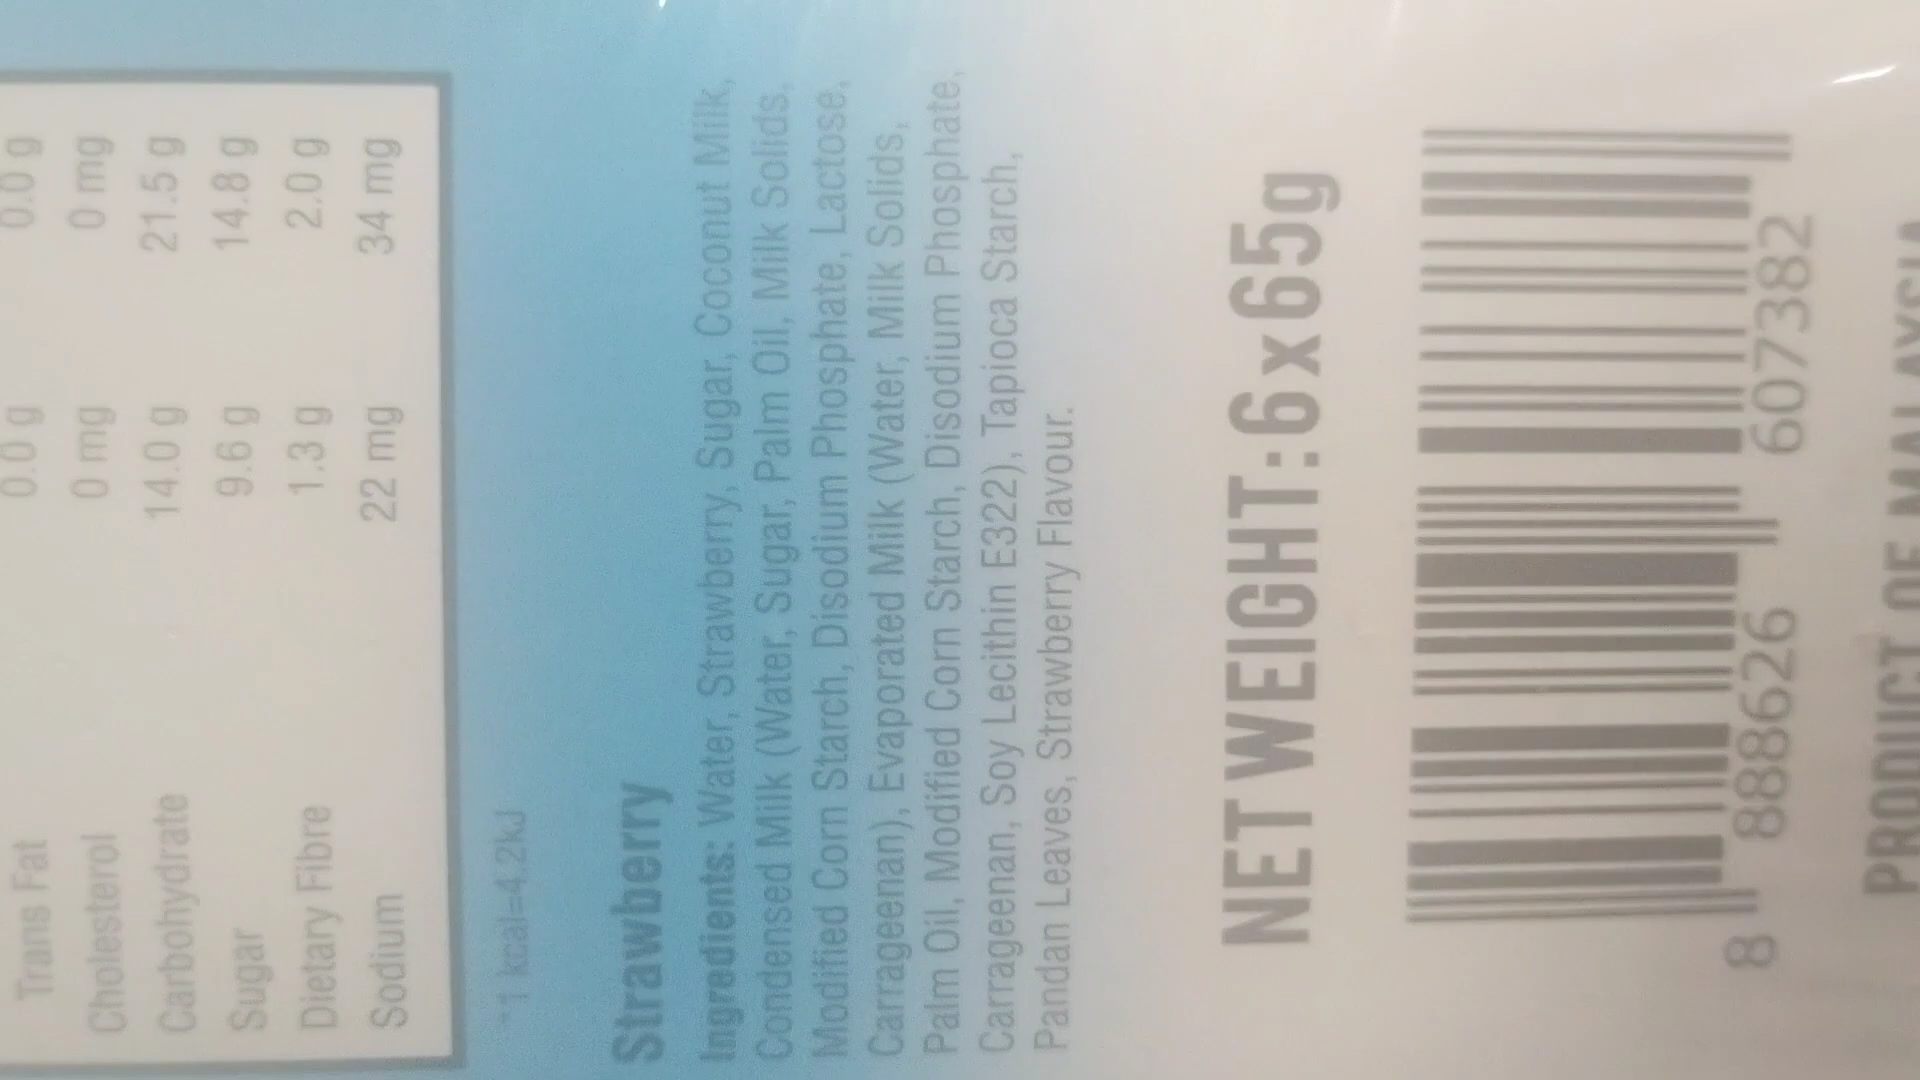 Trans Fat 0.0 g 0.0 g
Cholesterol 0 mg 0 mg
Carbohydrate 14.0 g 21.5 g
Sugar 9.6 g 14.8 g
Dietary Fibre 1.3 g 2.0 g
Sodium 22 mg 34 mg
*1 kcal=4.2kJ
Strawberry
Ingredients: Water, Strawberry, Sugar, Coconut Milk,
Condensed Milk (Water, Sugar, Palm Oil, Milk Solids,
Modified Corn Starch, Disodium Phosphate, Lactose,
Carrageenan), Evaporated Milk (Water, Milk Solids,
Palm Oil, Modified Corn Starch, Disodium Phosphate,
Carrageenan, Soy Lecithin E322), Tapioca Starch,
Pandan Leaves, Strawberry Flavour.
NET WEIGHT: 6 x 65g
8 888626 607382
PRODUCT OF MALAYSIA